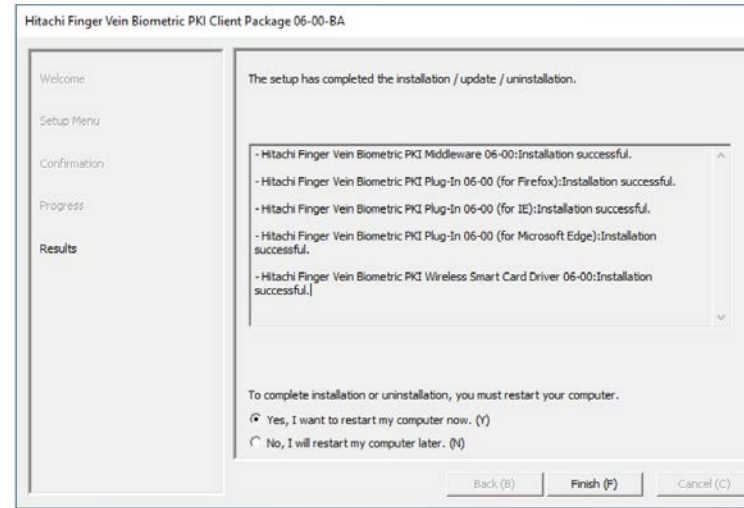 Hitachi Finger Vein Biometric PKI Client Package 06-00-BA
Welcome
Setup Menu
Confirmation
Progress
Results
The setup has completed the installation / update / uninstallation.
- Hitachi Finger Vein Biometric PKI Middleware 06-00:Installation successful.
- Hitachi Finger Vein Biometric PKI Plug-In 06-00 (for Firefox):Installation successful.
- Hitachi Finger Vein Biometric PKI Plug-In 06-00 (for IE):Installation successful.
- Hitachi Finger Vein Biometric PKI Plug-In 06-00 (for Microsoft Edge):Installation
successful.
- Hitachi Finger Vein Biometric PKI Wireless Smart Card Driver 06-00:Installation
successful.
To complete installation or uninstallation, you must restart your computer.
Yes, I want to restart my computer now. (Y)
No, I will restart my computer later. (N)
Back (B)
Finish (F)
Cancel (C)